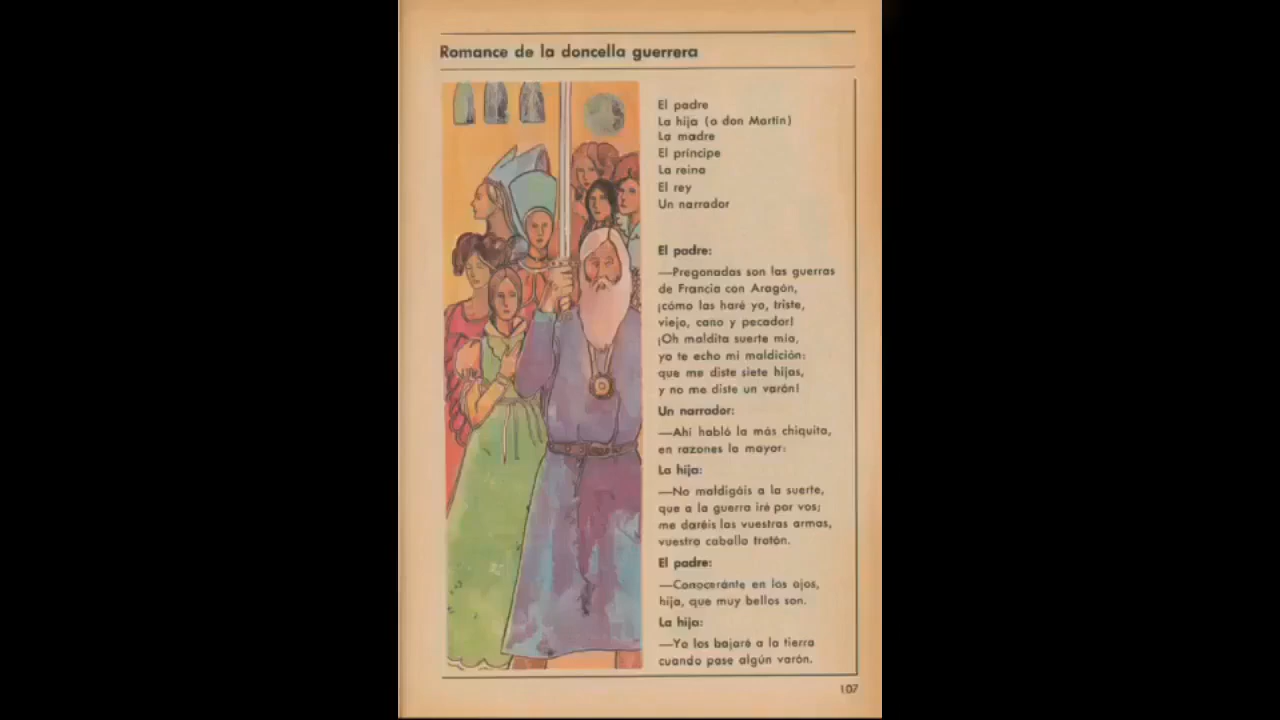 Romance de la doncella guerrera
El padre
La hija (o don Martín)
La madre
El príncipe
La reina
El rey
Un narrador
El padre:
—Pregonadas son las guerras
de Francia con Aragón,
¡cómo las haré yo, triste,
viejo, cano y pecador!
¡Oh maldita suerte mía,
yo te echo mi maldición:
que me diste siete hijas,
y no me diste un varón!
Un narrador:
—Ahí habló la más chiquita,
en razones la mayor:
La hija:
—No maldigáis a la suerte,
que a la guerra iré por vos;
me daréis las vuestras armas,
vuestro caballo trotón.
El padre:
—Conoceránte en los ojos,
hija, que muy bellos son.
La hija:
—Yo los bajaré a la tierra
cuando pase algún varón.
107